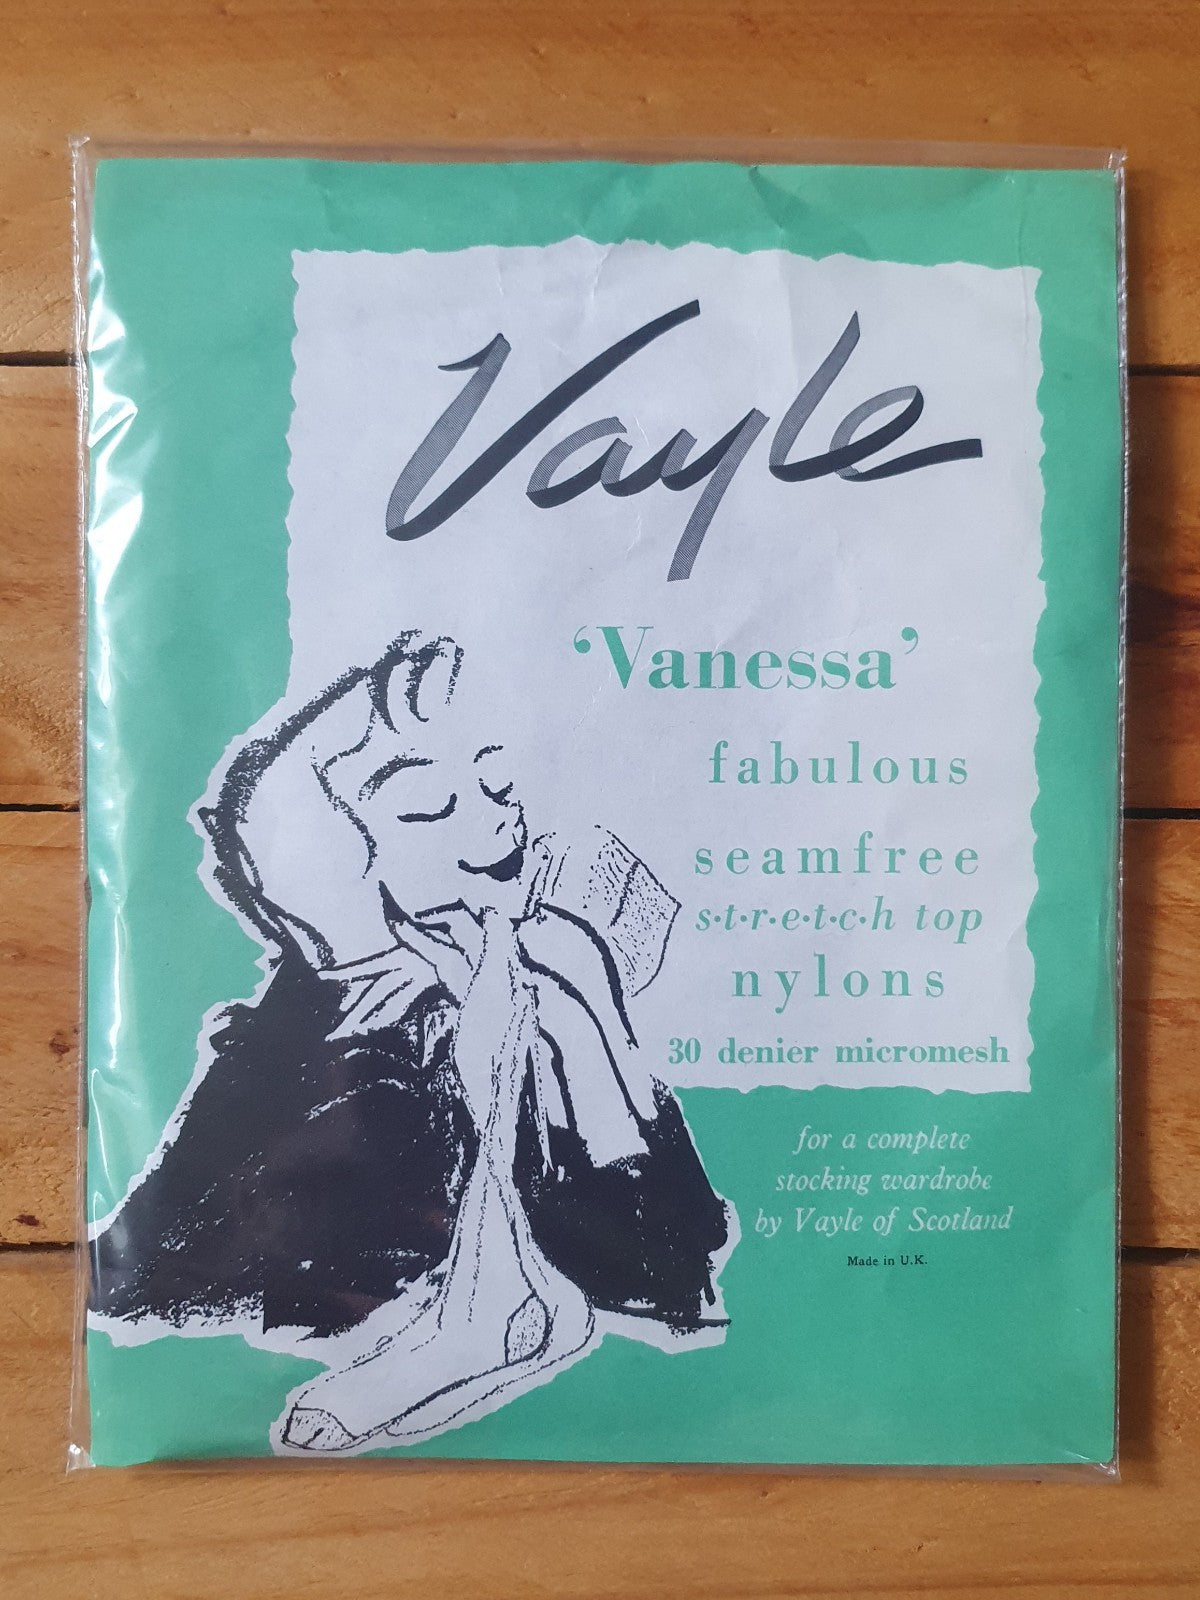 Vayle
‘Vanessa’
fabulous
seamfree
s·t·r·e·t·c·h top
nylons
30 denier micromesh
for a complete
stocking wardrobe
by Vayle of Scotland
Made in U.K.